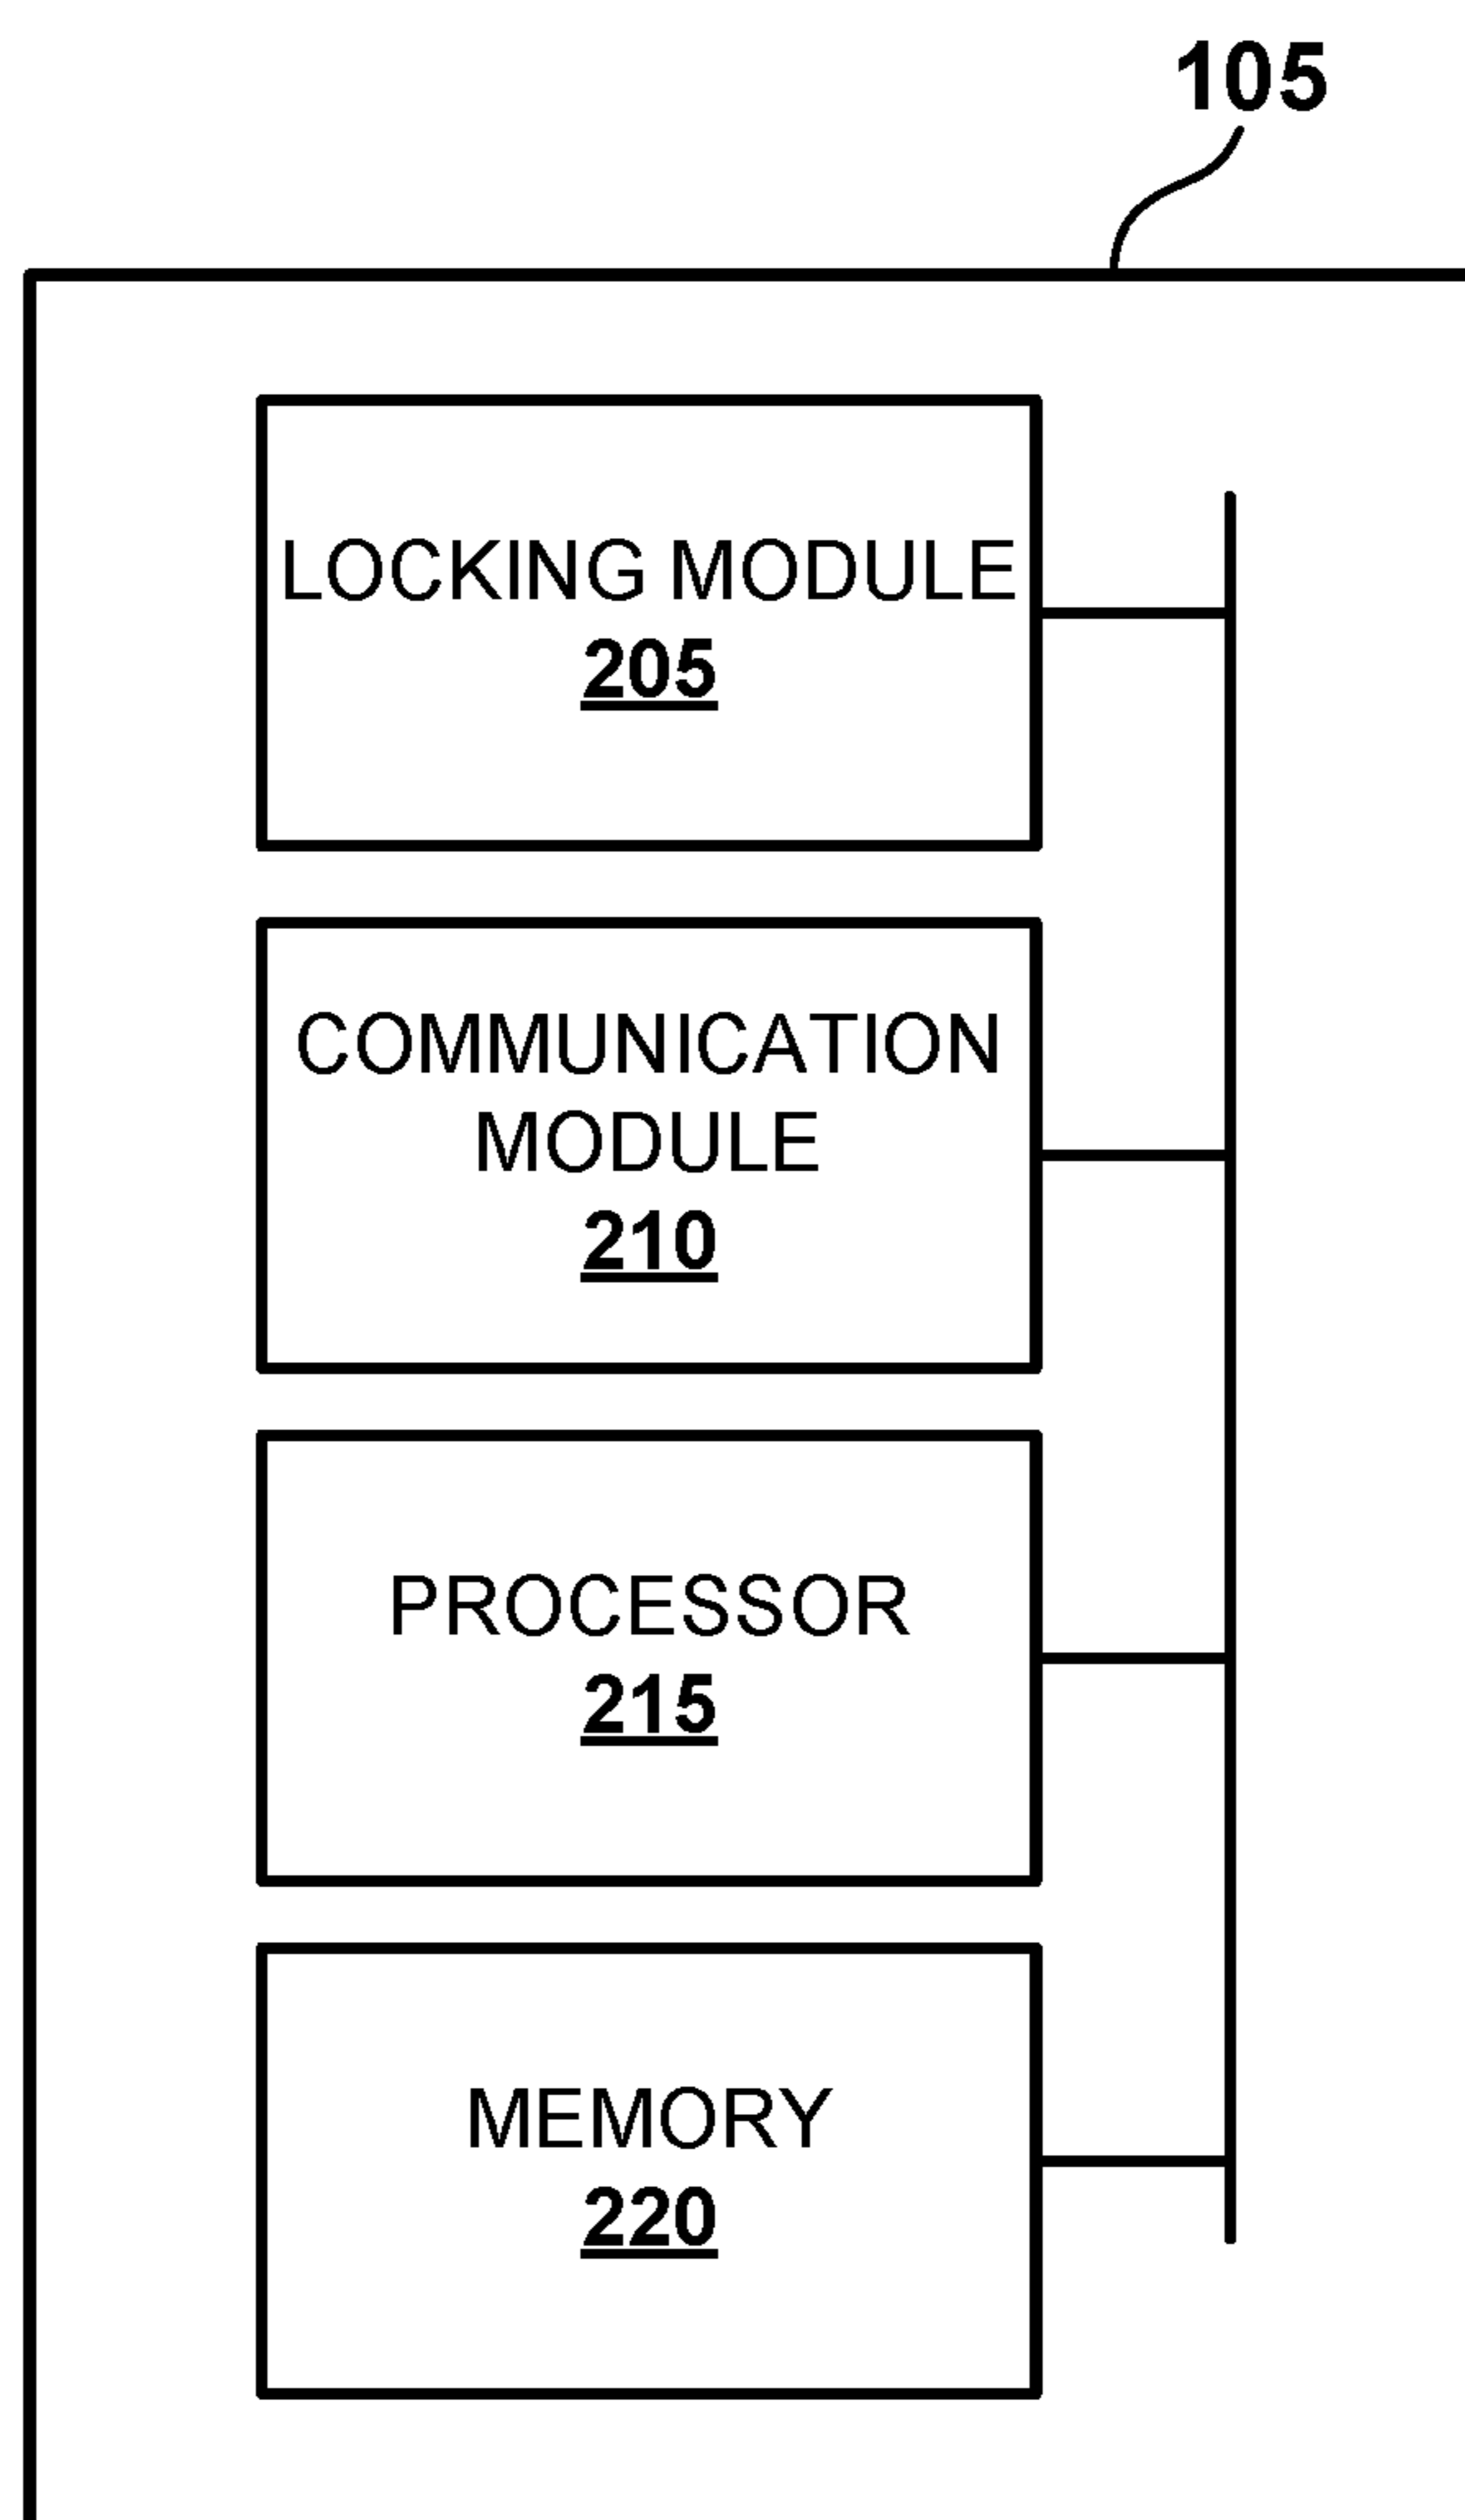 105
LOCKING MODULE
205
COMMUNICATION
MODULE
210
PROCESSOR
215
MEMORY
220